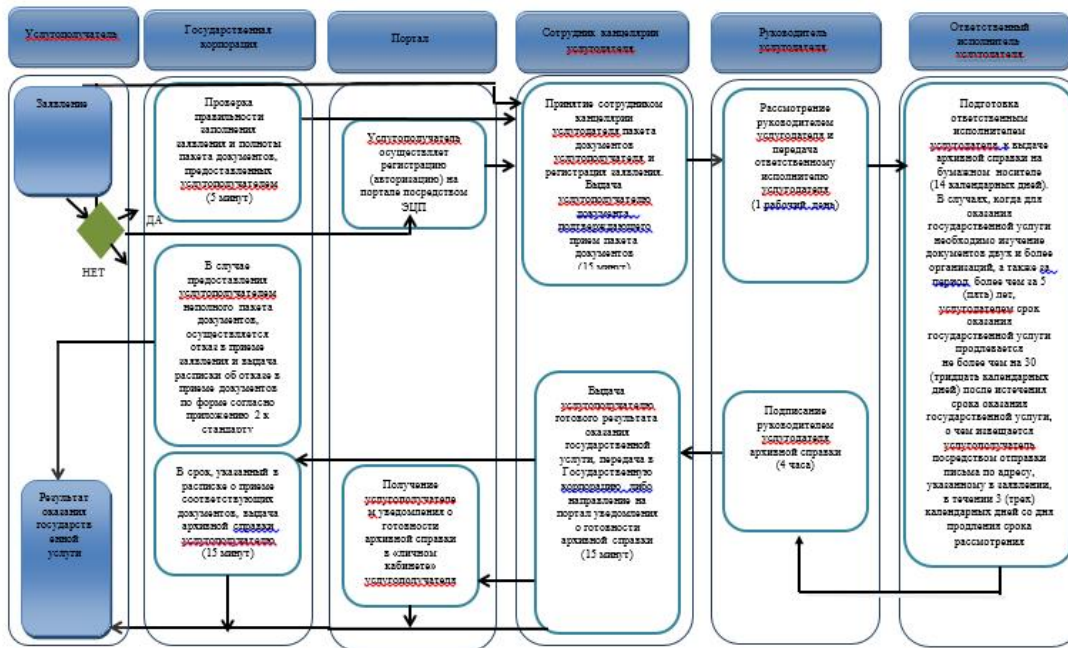 Услугополучатель
Государственная
корпорация
Портал
Сотрудник канцелярии
услугодателя
Руководитель
услугодателя
Ответственный
исполнитель
услугодателя
Заявление
ДА
НЕТ
Результат
оказания
государств
енной
услуги
Проверка
правильности
заполнения
заявления и полноты
пакета документов,
предоставленных
услугополучателем
(5 минут)
В случае
предоставления
услугополучателем
неполного пакета
документов,
осуществляется
отказ в приеме
заявления и выдача
расписки об отказе в
приеме документов
по форме согласно
приложению 2 к
стандарту
В срок, указанный в
расписке о приеме
соответствующих
документов, выдача
архивной справки
услугополучателю
(15 минут)
Услугополучатель
осуществляет
регистрацию
(авторизацию) на
портале посредством
ЭЦП
Получение
услугополучателе
м уведомления о
готовности
архивной справки
в «личном
кабинете»
услугополучателя
Принятие сотрудником
канцелярии
услугодателя пакета
документов
услугополучателя и
регистрация заявления.
Выдача
услугополучателю
документа,
подтверждающего
прием пакета
документов
(15 минут)
Выдача
услугополучателю
готового результата
оказания
государственной
услуги, передача в
Государственную
корпорацию либо
направление на
портал уведомления
о готовности
архивной справки
(15 минут)
Рассмотрение
руководителем
услугодателя и
передача
ответственному
исполнителю
услугодателя
(1 рабочий день)
Подписание
руководителем
услугодателя
архивной справки
(4 часа)
Подготовка
ответственным
исполнителем
услугодателя к выдаче
архивной справки на
бумажном носителе
(14 календарных дней).
В случаях, когда для
оказания
государственной услуги
необходимо изучение
документов двух и более
организаций, а также за
период более чем за 5
(пять) лет,
услугодателем срок
оказания
государственной услуги
продлевается
не более чем на 30
(тридцать календарных
дней) после истечения
срока оказания
государственной услуги,
о чем извещается
услугополучатель
посредством отправки
письма по адресу,
указанному в заявлении,
в течении 3 (трех)
календарных дней со дня
продления срока
рассмотрения